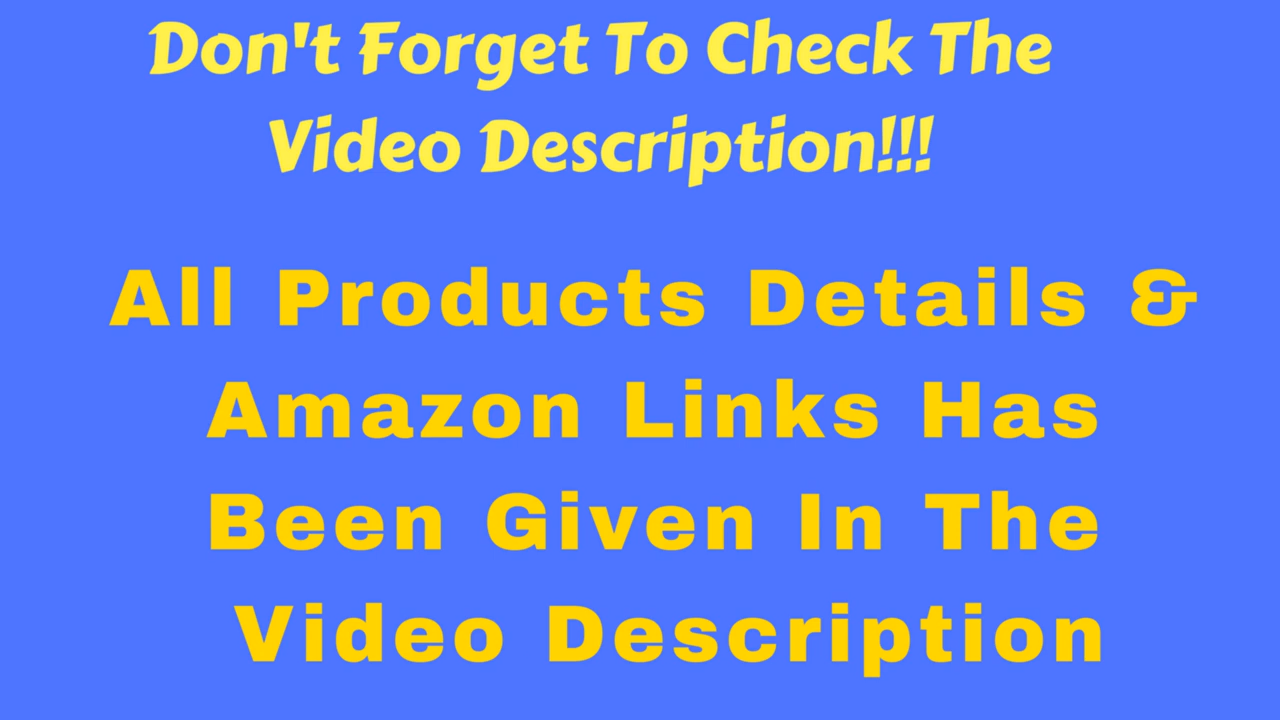 Don't Forget To Check The
Video Description!!!
All Products Details &
Amazon Links Has
Been Given In The
Video Description